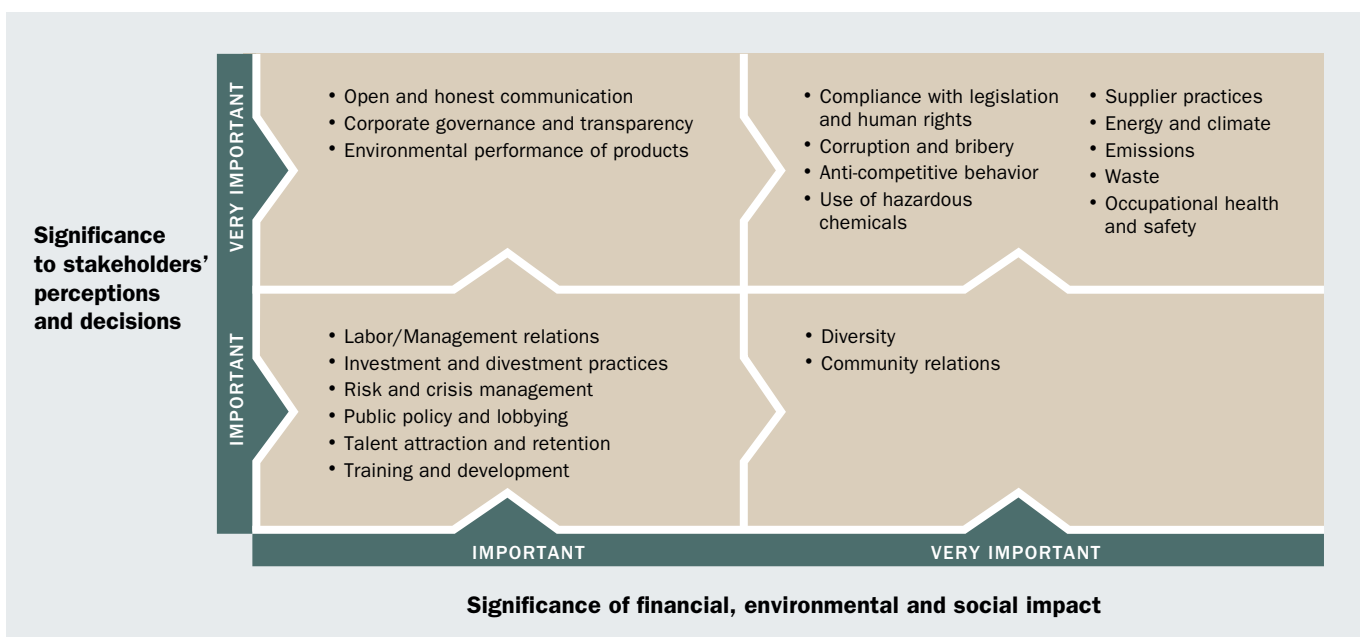 Significance
to stakeholders’
perceptions
and decisions
VERY IMPORTANT
• Open and honest communication
• Corporate governance and transparency
• Environmental performance of products
• Compliance with legislation
and human rights
• Corruption and bribery
• Anti-competitive behavior
• Use of hazardous
chemicals
• Supplier practices
• Energy and climate
• Emissions
• Waste
• Occupational health
and safety
IMPORTANT
• Labor/Management relations
• Investment and divestment practices
• Risk and crisis management
• Public policy and lobbying
• Talent attraction and retention
• Training and development
• Diversity
• Community relations
IMPORTANT
VERY IMPORTANT
Significance of financial, environmental and social impact